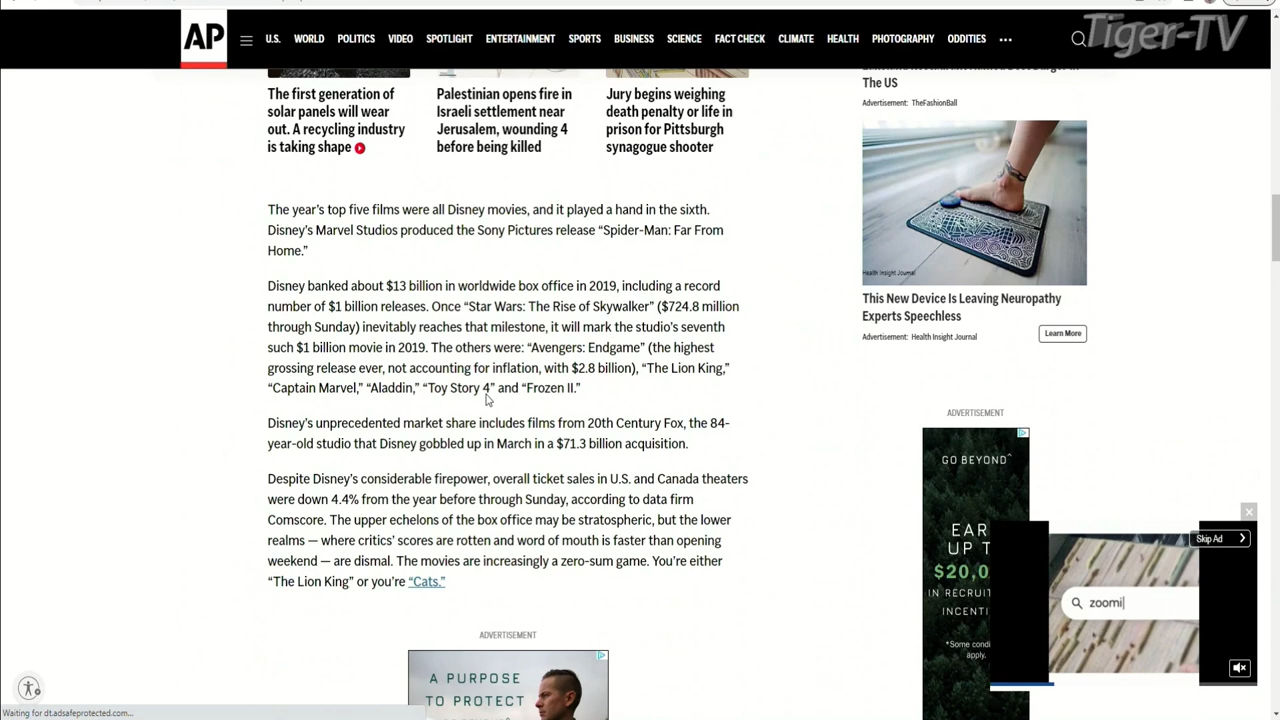 AP
U.S. WORLD POLITICS VIDEO SPOTLIGHT ENTERTAINMENT SPORTS BUSINESS SCIENCE FACT CHECK CLIMATE HEALTH PHOTOGRAPHY ODDITIES
Tiger-TV
The first generation of
solar panels will wear
out. A recycling industry
is taking shape
Palestinian opens fire in
Israeli settlement near
Jerusalem, wounding 4
before being killed
Jury begins weighing
death penalty or life in
prison for Pittsburgh
synagogue shooter
The year's top five films were all Disney movies, and it played a hand in the sixth.
Disney's Marvel Studios produced the Sony Pictures release “Spider-Man: Far From
Home.”
Disney banked about $13 billion in worldwide box office in 2019, including a record
number of $1 billion releases. Once “Star Wars: The Rise of Skywalker” ($724.8 million
through Sunday) inevitably reaches that milestone, it will mark the studio's seventh
such $1 billion movie in 2019. The others were: “Avengers: Endgame” (the highest
grossing release ever, not accounting for inflation, with $2.8 billion), “The Lion King,”
“Captain Marvel,” “Aladdin,” “Toy Story 4” and “Frozen II.”
Disney's unprecedented market share includes films from 20th Century Fox, the 84-
year-old studio that Disney gobbled up in March in a $71.3 billion acquisition.
Despite Disney's considerable firepower, overall ticket sales in U.S. and Canada theaters
were down 4.4% from the year before through Sunday, according to data firm
Comscore. The upper echelons of the box office may be stratospheric, but the lower
realms — where critics' scores are rotten and word of mouth is faster than opening
weekend — are dismal. The movies are increasingly a zero-sum game. You're either
“The Lion King” or you're “Cats.”
ADVERTISEMENT
A PURPOSE
TO PROTECT
The US
Advertisement: TheFashionBall
Health Insight Journal
This New Device Is Leaving Neuropathy
Experts Speechless
Advertisement: Health Insight Journal
Learn More
ADVERTISEMENT
GO BEYOND^
EAR
UP T
$20,0
IN RECRUIT
INCENTI
*Some condi
apply.
Skip Ad
zoomi
Waiting for dt.adsafeprotected.com...